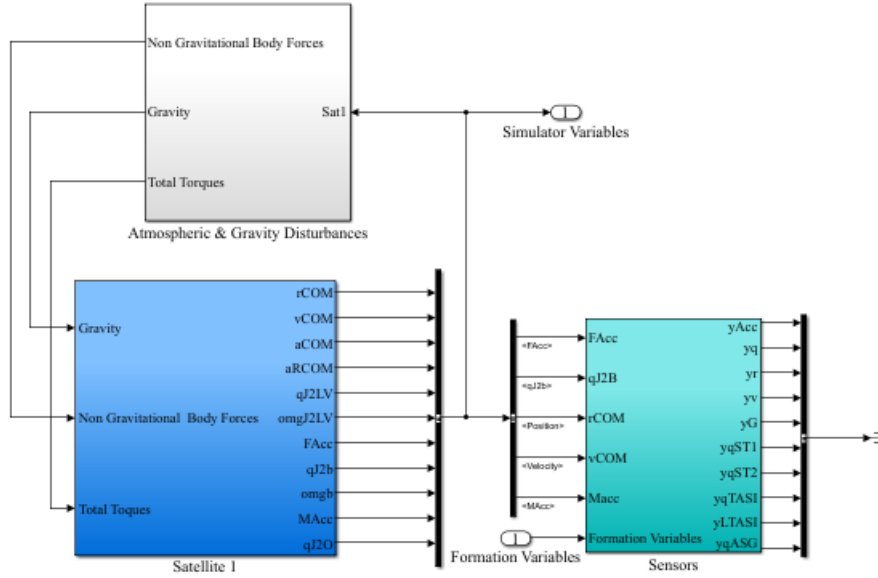 Non Gravitational Body Forces
Gravity
Sat1
Total Torques
Atmospheric & Gravity Disturbances
1
Simulator Variables
Gravity
Non Gravitational Body Forces
Total Toques
rCOM
vCOM
aCOM
aRCOM
qJ2LV
omgJ2LV
FAcc
qJ2b
omgb
MAcc
qJ2O
Satellite 1
<FAcc>
<qJ2b>
<Position>
<Velocity>
<MAcc>
1
Formation Variables
FAcc
qJ2B
rCOM
vCOM
Macc
Formation Variables
yAcc
yq
yr
yv
yG
yqST1
yqST2
yqTASI
yLTASI
yqASG
Sensors